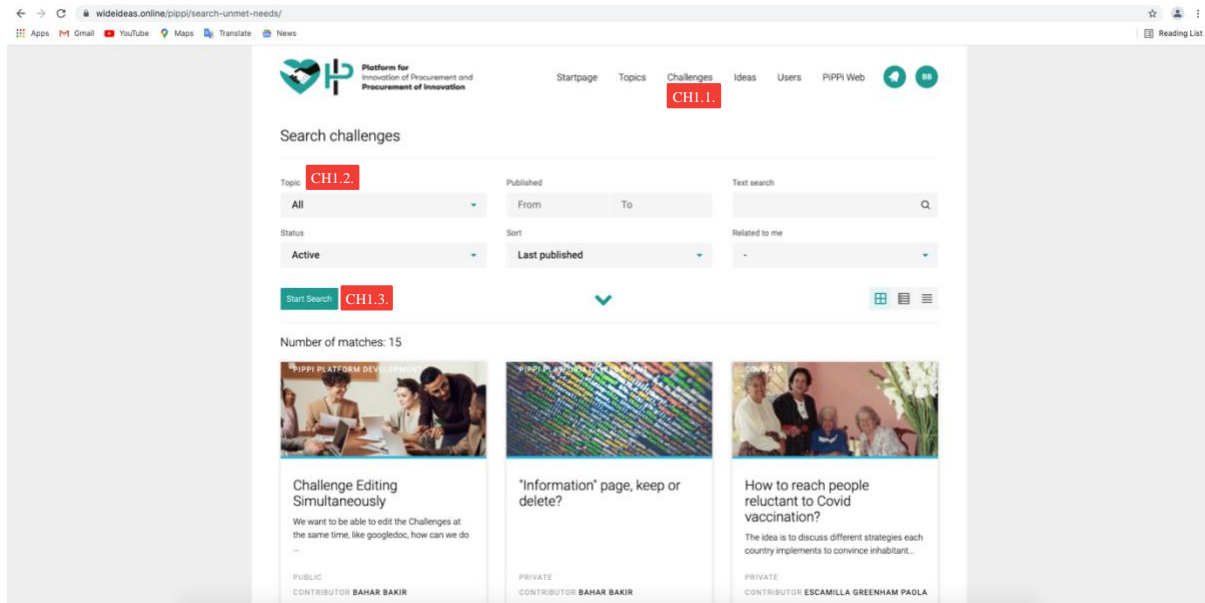 wideideas.online/pippi/search-unmet-needs/
Apps Gmail YouTube Maps Translate News Reading List
Platform for
Innovation of Procurement and
Procurement of Innovation
Startpage Topics Challenges Ideas Users PiPPi Web BB
CH1.1.
Search challenges
CH1.2.
Topic Published Text search
All From To
Status Sort Related to me
Active Last published -
Start Search CH1.3.
Number of matches: 15
PIPPI PLATFORM DEVELOPMENT PIPPI PLATFORM DEVELOPMENT COVID-19
Challenge Editing
Simultaneously
We want to be able to edit the Challenges at
the same time, like googledoc, how can we do
...
PUBLIC
CONTRIBUTOR BAHAR BAKIR
"Information" page, keep or
delete?
PRIVATE
CONTRIBUTOR BAHAR BAKIR
How to reach people
reluctant to Covid
vaccination?
The idea is to discuss different strategies each
country implements to convince inhabitant...
PRIVATE
CONTRIBUTOR ESCAMILLA GREENHAM PAOLA